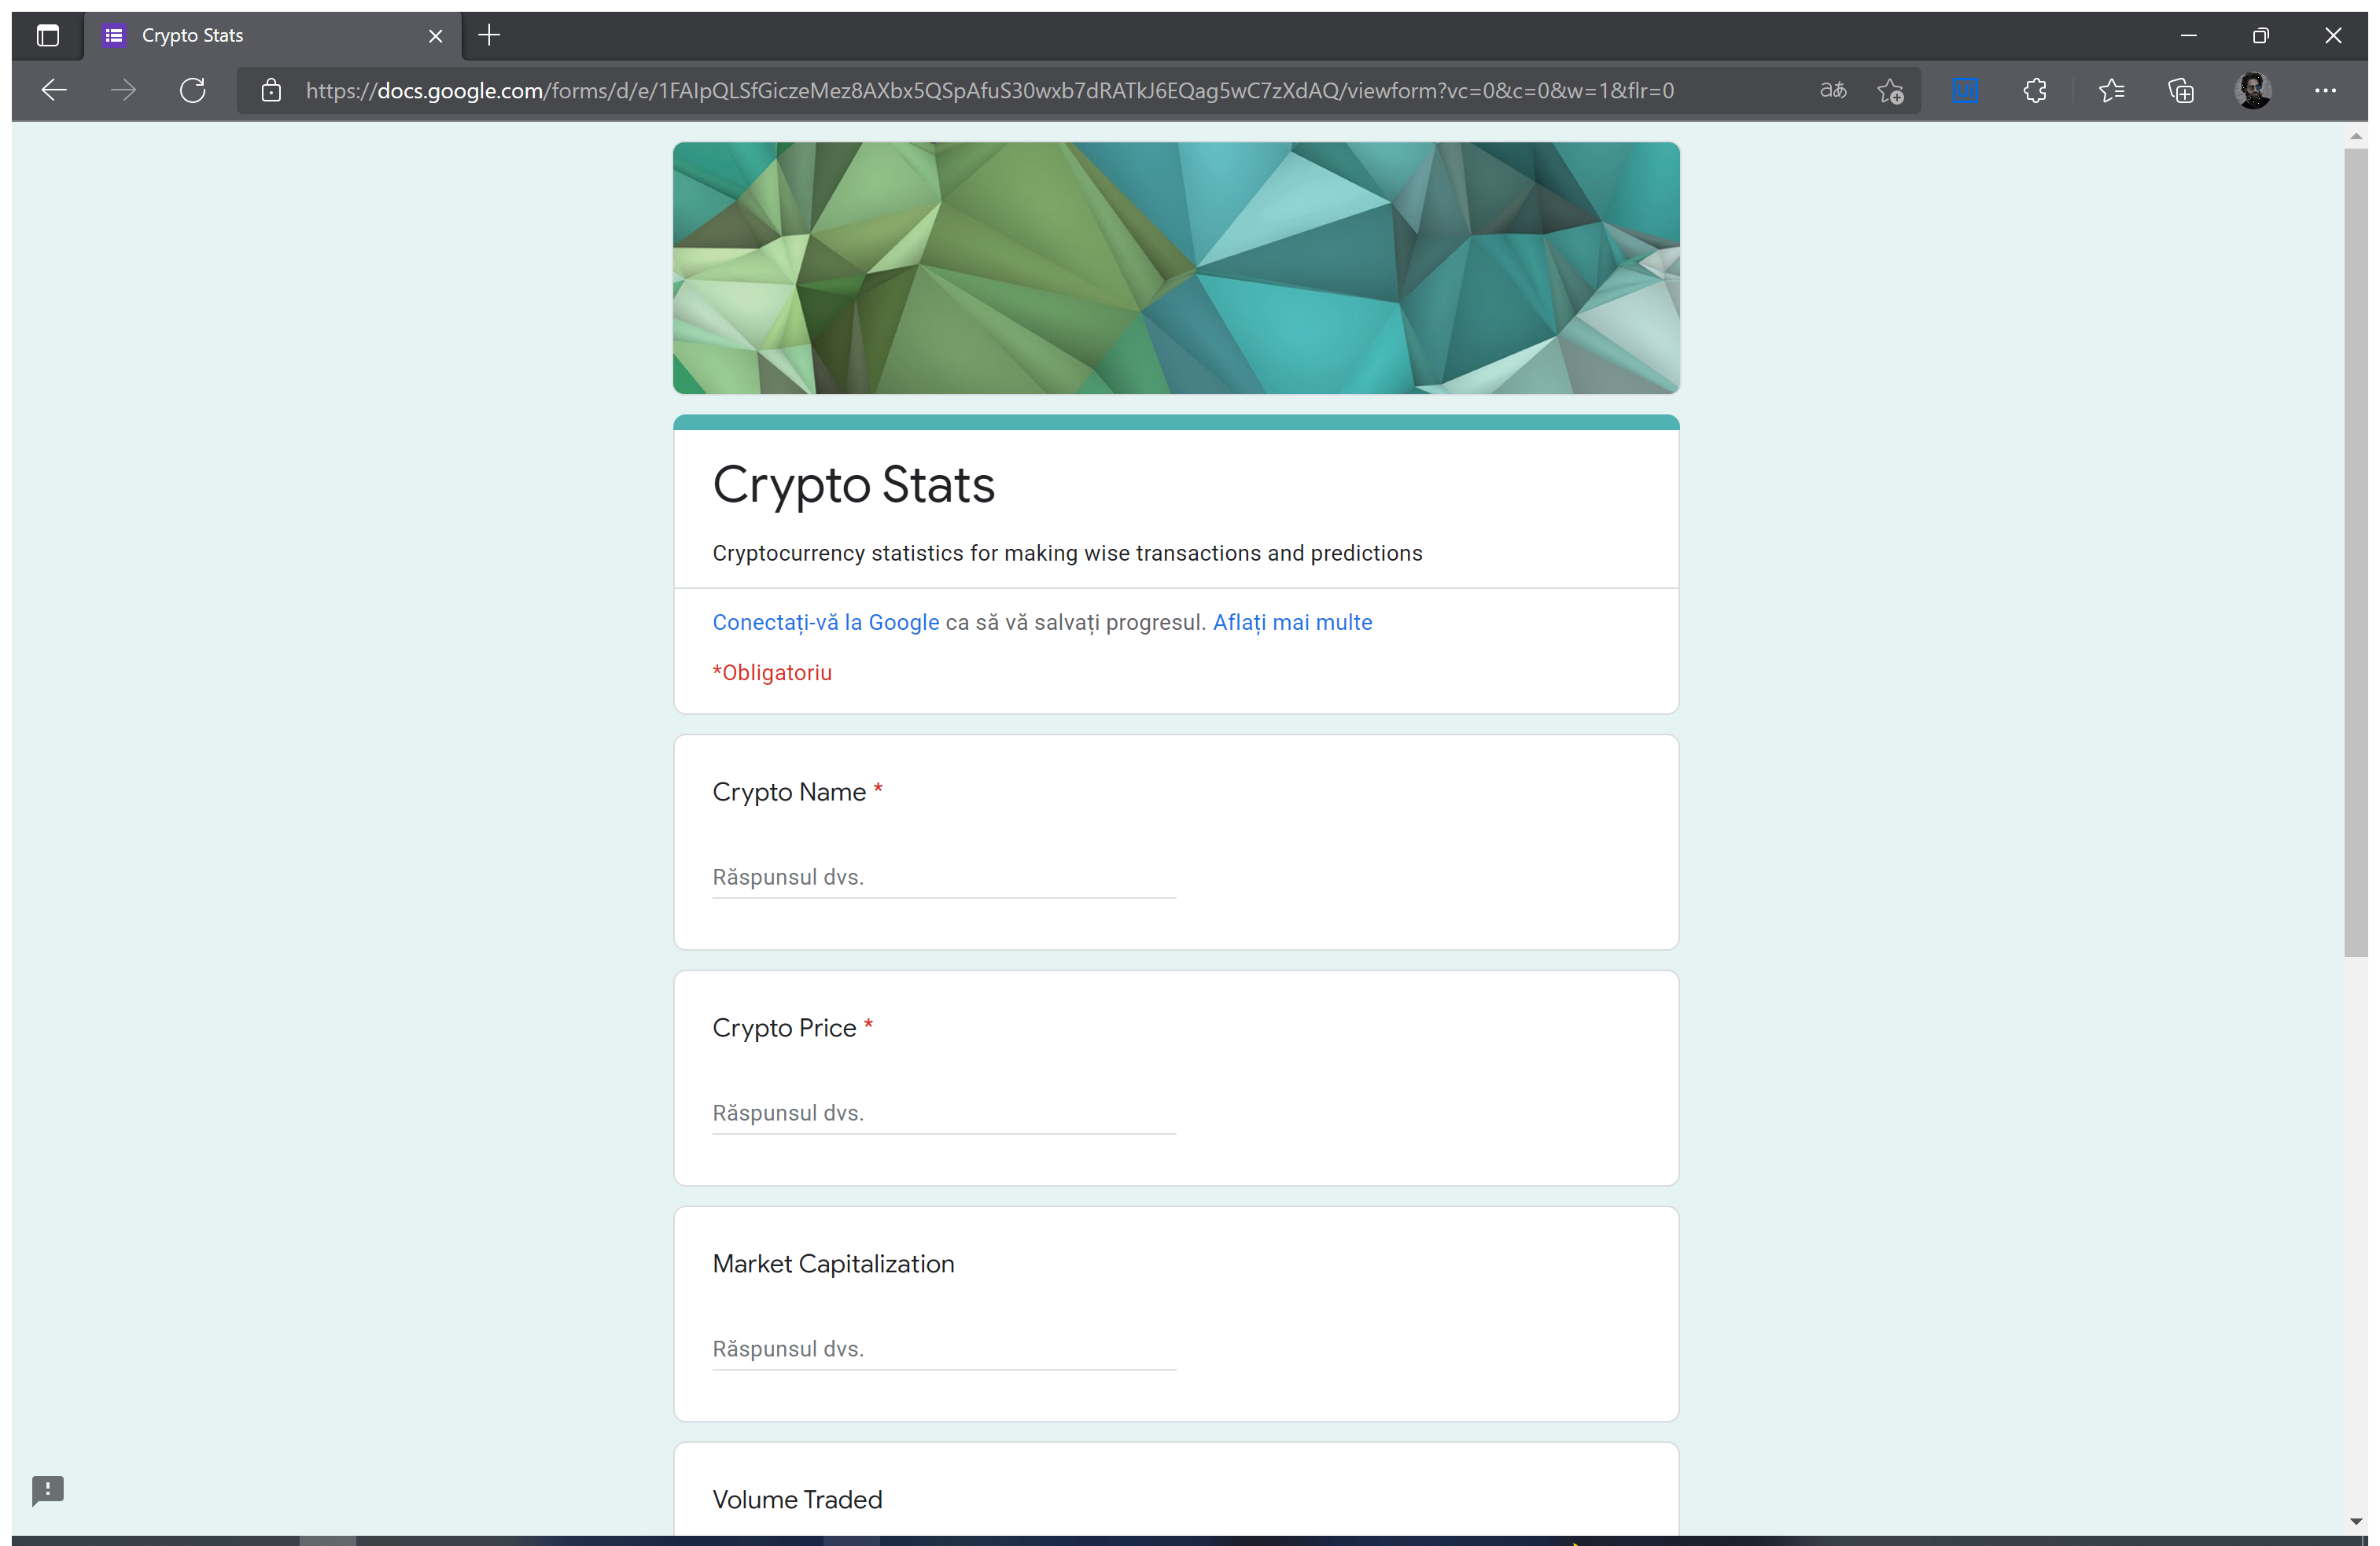 Crypto Stats
https://docs.google.com/forms/d/e/1FAIpQLSfGiczeMez8AXbx5QSpAfuS30wxb7dRATkJ6EQag5wC7zXdAQ/viewform?vc=0&c=0&w=1&flr=0
aあ
Crypto Stats
Cryptocurrency statistics for making wise transactions and predictions
Conectați-vă la Google ca să vă salvați progresul. Aflați mai multe
*Obligatoriu
Crypto Name *
Răspunsul dvs.
Crypto Price *
Răspunsul dvs.
Market Capitalization
Răspunsul dvs.
Volume Traded